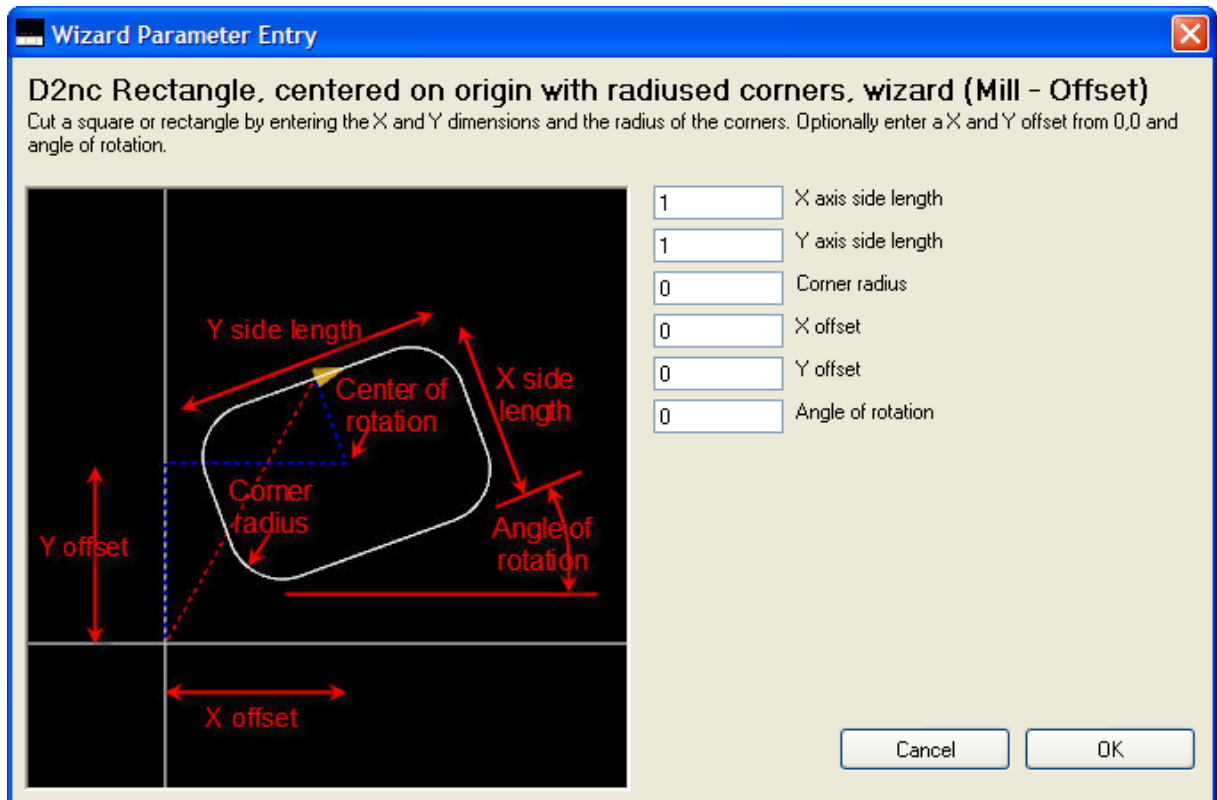 Wizard Parameter Entry
D2nc Rectangle, centered on origin with radiused corners, wizard (Mill - Offset)
Cut a square or rectangle by entering the X and Y dimensions and the radius of the corners. Optionally enter a X and Y offset from 0,0 and
angle of rotation.
Y side length
X side
length
Center of
rotation
Corner
radius
Angle of
rotation
Y offset
X offset
1 X axis side length
1 Y axis side length
0 Corner radius
0 X offset
0 Y offset
0 Angle of rotation
Cancel OK